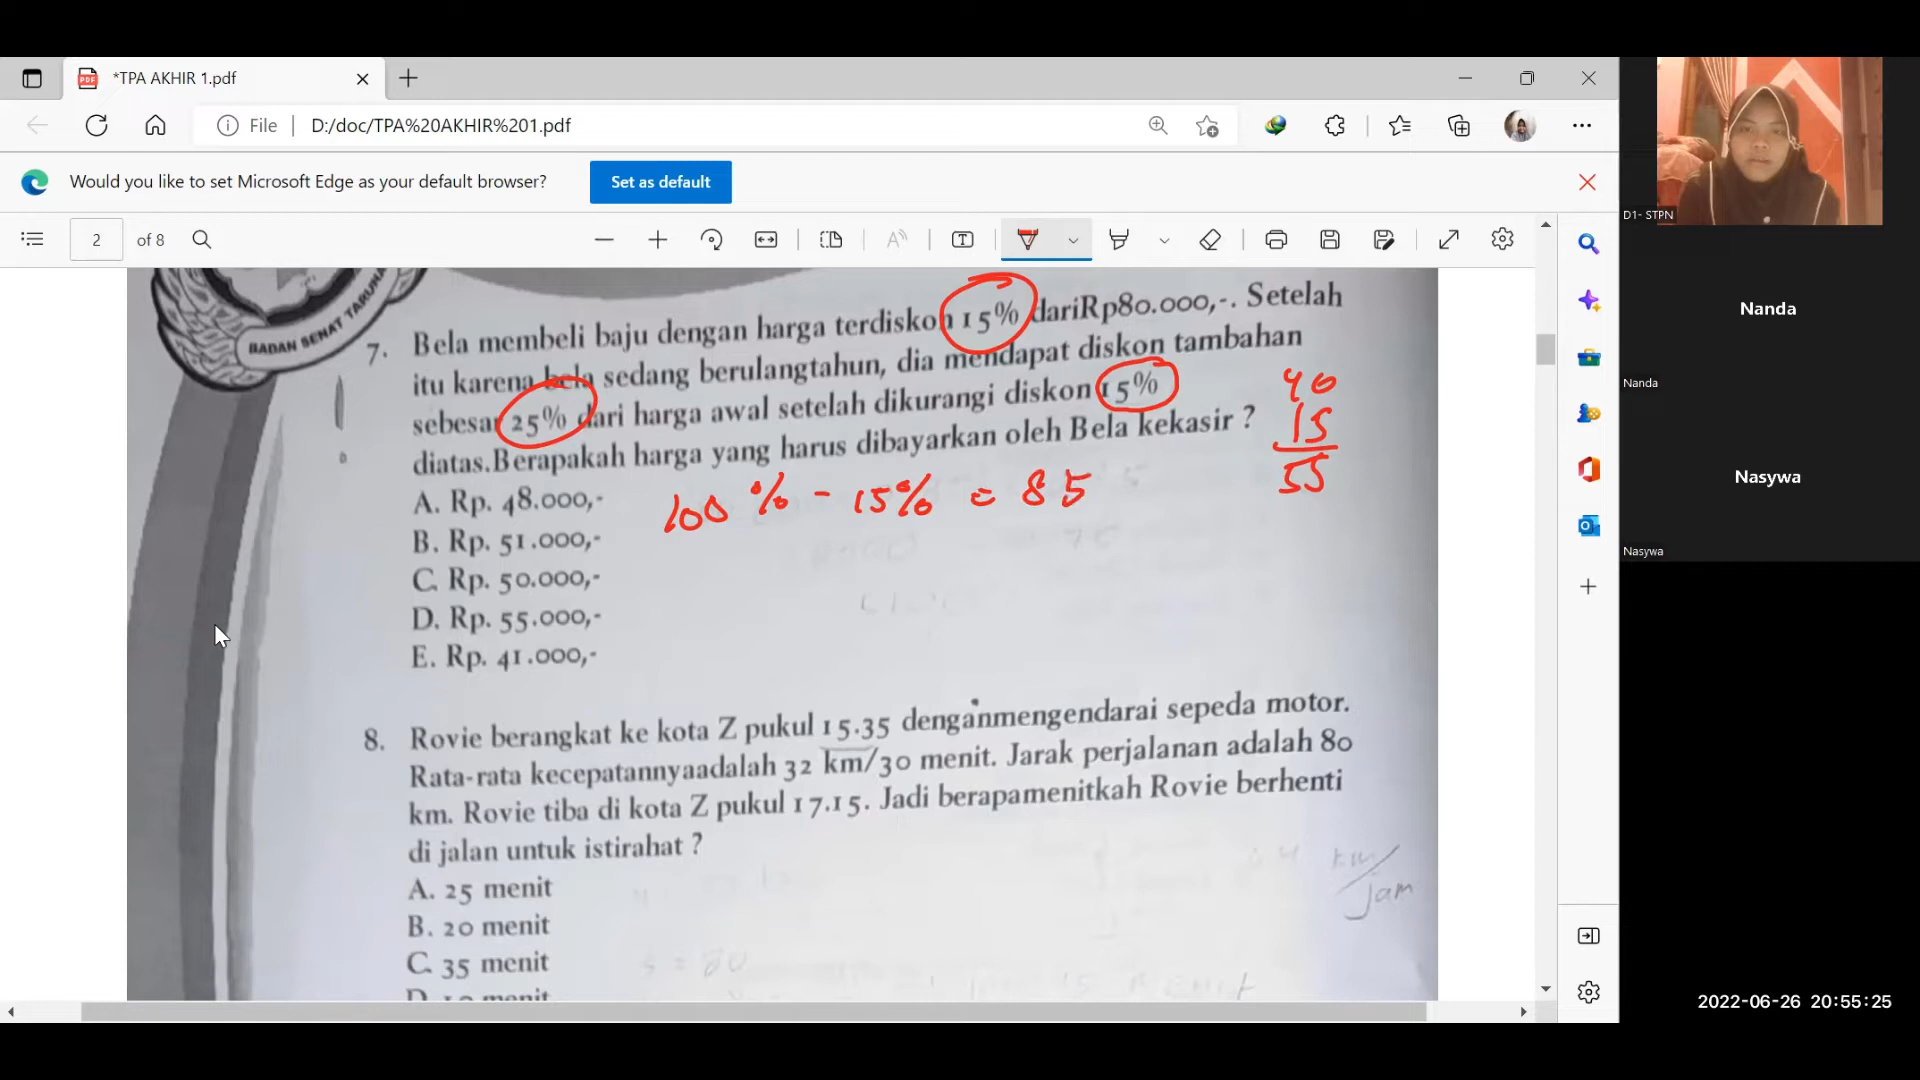 *TPA AKHIR 1.pdf
File
D:/doc/TPA%20AKHIR%201.pdf
Would you like to set Microsoft Edge as your default browser?
Set as default
2
of 8
BADAN SENAT TARUNA
7. Bela membeli baju dengan harga terdiskon 15% dariRp80.000,-. Setelah
itu karena bela sedang berulangtahun, dia mendapat diskon tambahan
sebesar 25% dari harga awal setelah dikurangi diskon 15%
diatas.Berapakah harga yang harus dibayarkan oleh Bela kekasir ?
40
15
55
100 % - 15% = 85
A. Rp. 48.000,-
B. Rp. 51.000,-
C. Rp. 50.000,-
D. Rp. 55.000,-
E. Rp. 41.000,-
8. Rovie berangkat ke kota Z pukul 15.35 denganmengendarai sepeda motor.
Rata-rata kecepatannyaadalah 32 km/30 menit. Jarak perjalanan adalah 80
km. Rovie tiba di kota Z pukul 17.15. Jadi berapamenitkah Rovie berhenti
di jalan untuk istirahat ?
km/jam
A. 25 menit
B. 20 menit
C. 35 menit
s = 80
D. 10 menit
D1- STPN
Nanda
Nanda
Nasywa
Nasywa
2022-06-26 20:55:25